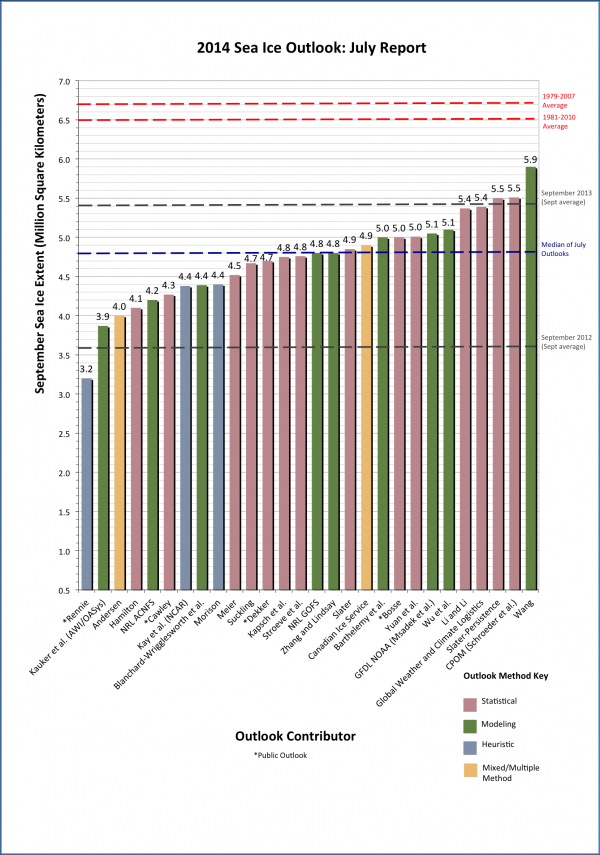 2014 Sea Ice Outlook: July Report
September Sea Ice Extent (Million Square Kilometers)
7.0
6.5
6.0
5.5
5.0
4.5
4.0
3.5
3.0
2.5
2.0
1.5
1.0
0.5
1979-2007
Average
1981-2010
Average
September 2013
(Sept average)
Median of July
Outlooks
September 2012
(Sept average)
3.2
3.9
4.0
4.1
4.2
4.3
4.4
4.4
4.4
4.5
4.7
4.7
4.8
4.8
4.8
4.8
4.9
4.9
5.0
5.0
5.0
5.1
5.1
5.4
5.4
5.5
5.5
5.9
*Rennie
Kauker et al. (AWI/OASys)
Andersen
Hamilton
NRL ACNFS
*Cawley
Kay et al. (NCAR)
Blanchard-Wrigglesworth et al.
Morison
Meier
Suckling
*Dekker
Kapsch et al.
Stroeve et al.
NRL GOFS
Zhang and Lindsay
Slater
Canadian Ice Service
Barthelemy et al.
*Bosse
Yuan et al.
GFDL NOAA (Msadek et al.)
Wu et al.
Li and Li
Global Weather and Climate Logistics
Slater-Persistence
CPOM (Schroeder et al.)
Wang
Outlook Contributor
*Public Outlook
Outlook Method Key
Statistical
Modeling
Heuristic
Mixed/Multiple
Method